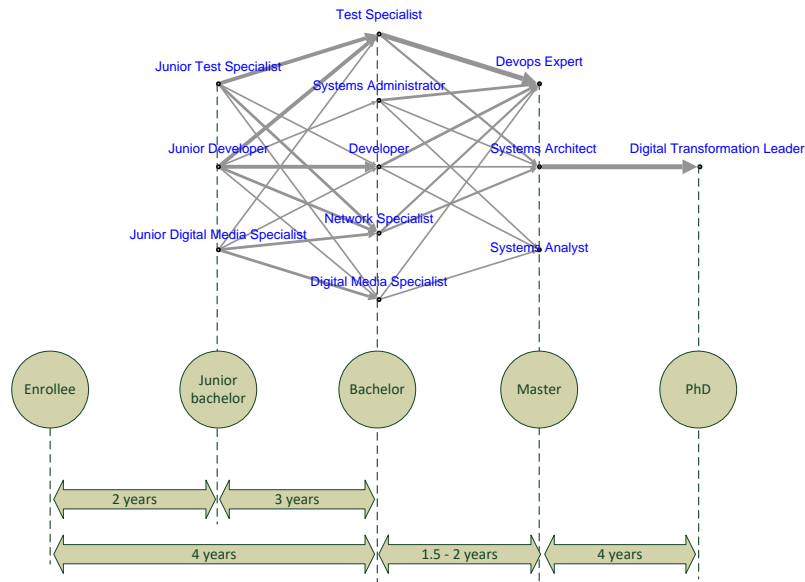 Test Specialist
Junior Test Specialist
Devops Expert
Systems Administrator
Junior Developer
Developer
Systems Architect
Digital Transformation Leader
Network Specialist
Junior Digital Media Specialist
Systems Analyst
Digital Media Specialist
Enrollee
Junior
bachelor
Bachelor
Master
PhD
2 years
3 years
4 years
1.5 - 2 years
4 years